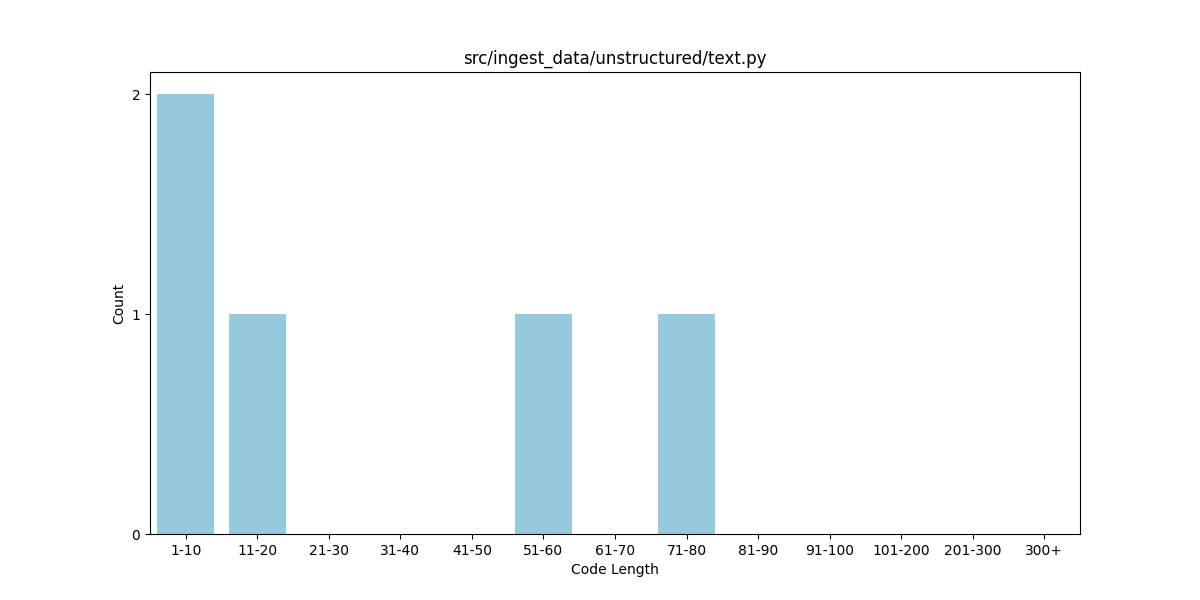 src/ingest_data/unstructured/text.py
Count
2
1
0
1-10 11-20 21-30 31-40 41-50 51-60 61-70 71-80 81-90 91-100 101-200 201-300 300+
Code Length